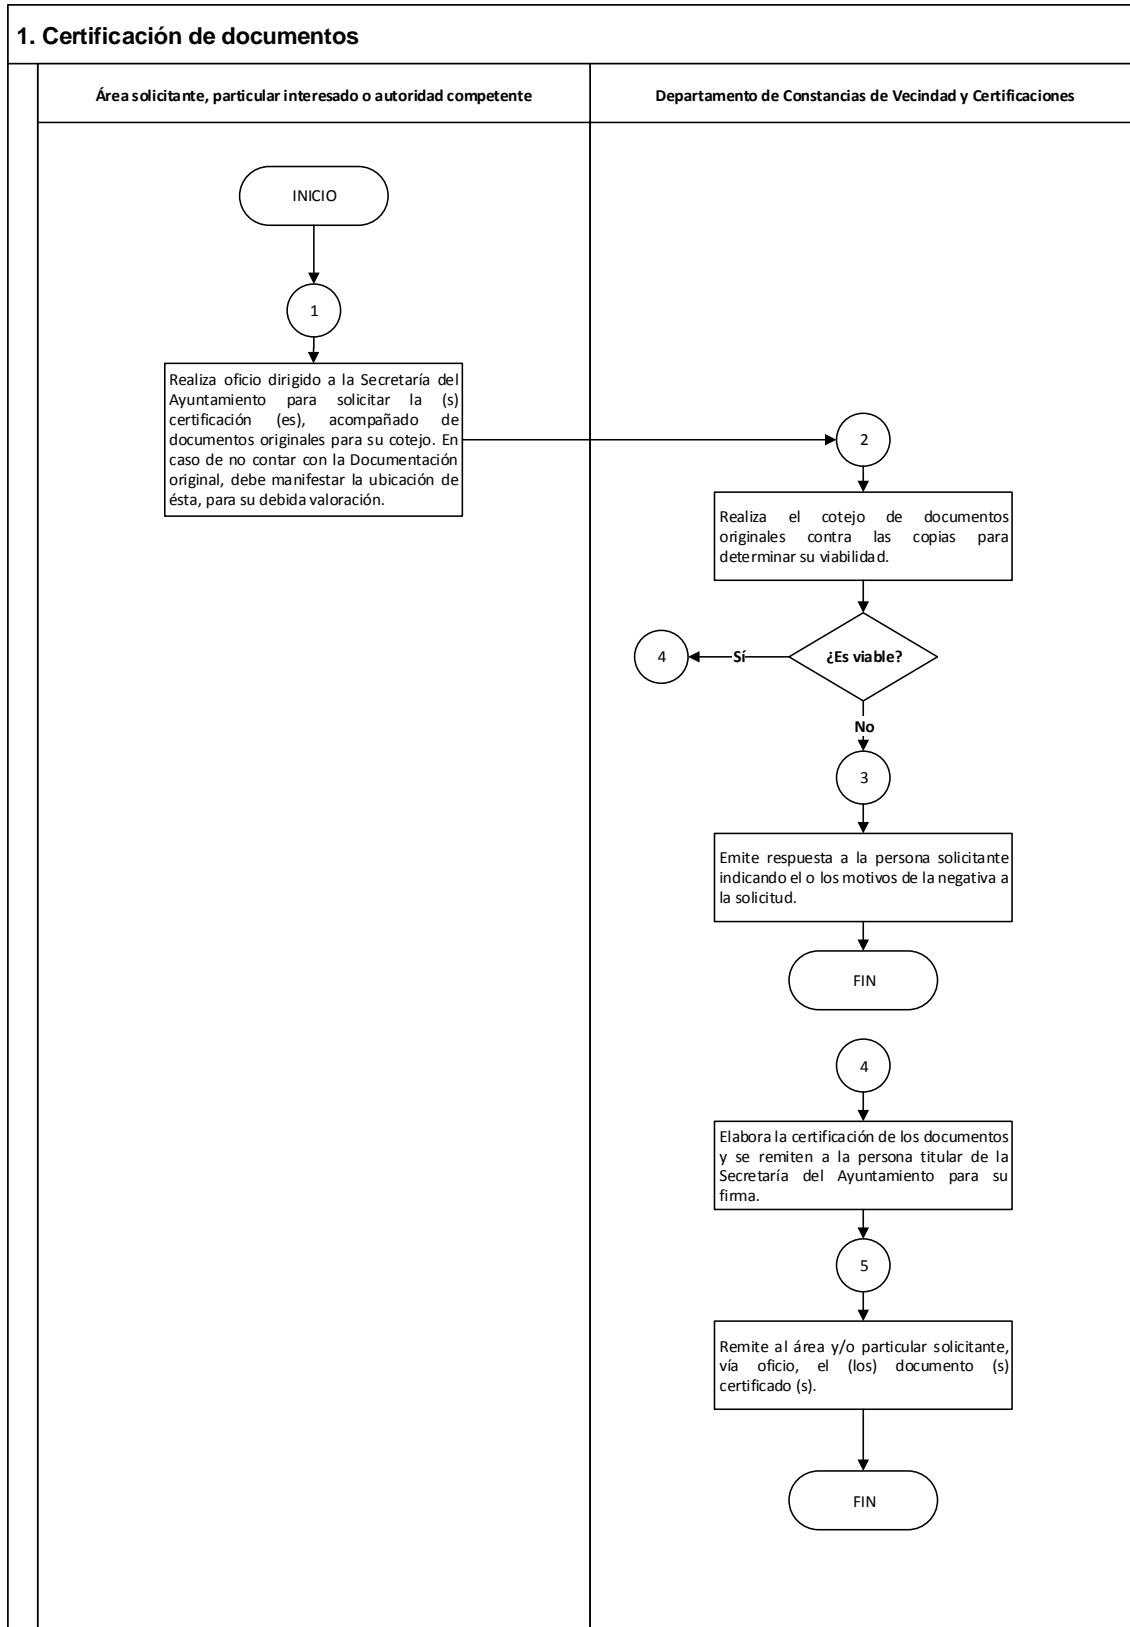 1. Certificación de documentos
Área solicitante, particular interesado o autoridad competente
Departamento de Constancias de Vecindad y Certificaciones
INICIO
1
Realiza oficio dirigido a la Secretaría del
Ayuntamiento para solicitar la (s)
certificación (es), acompañado de
documentos originales para su cotejo. En
caso de no contar con la Documentación
original, debe manifestar la ubicación de
ésta, para su debida valoración.
2
Realiza el cotejo de documentos
originales contra las copias para
determinar su viabilidad.
¿Es viable?
Sí
4
No
3
Emite respuesta a la persona solicitante
indicando el o los motivos de la negativa a
la solicitud.
FIN
4
Elabora la certificación de los documentos
y se remiten a la persona titular de la
Secretaría del Ayuntamiento para su
firma.
5
Remite al área y/o particular solicitante,
vía oficio, el (los) documento (s)
certificado (s).
FIN